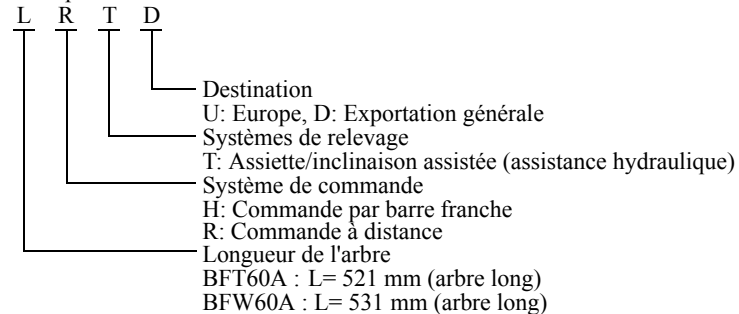 L R T D
Destination
U: Europe, D: Exportation générale
Systèmes de relevage
T: Assiette/inclinaison assistée (assistance hydraulique)
Système de commande
H: Commande par barre franche
R: Commande à distance
Longueur de l'arbre
BFT60A : L= 521 mm (arbre long)
BFW60A : L= 531 mm (arbre long)